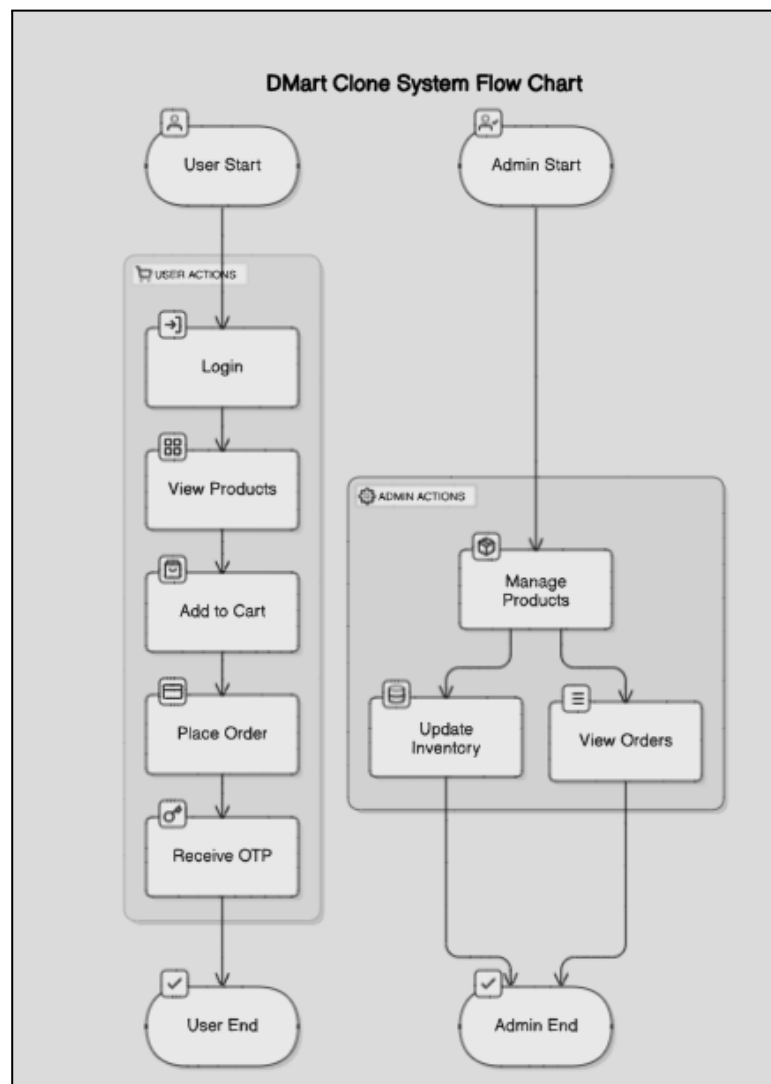 DMart Clone System Flow Chart
User Start
Admin Start
USER ACTIONS
Login
View Products
Add to Cart
Place Order
Receive OTP
User End
ADMIN ACTIONS
Manage
Products
Update
Inventory
View Orders
Admin End